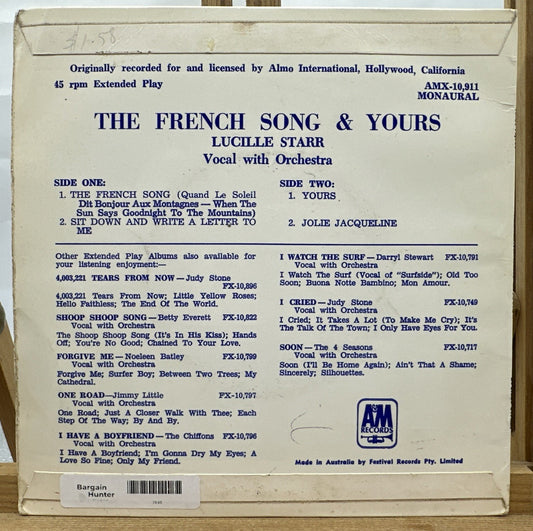 $1.58
Originally recorded for and licensed by Almo International, Hollywood, California
45 rpm Extended Play
AMX-10,911
MONAURAL
THE FRENCH SONG & YOURS
LUCILLE STARR
Vocal with Orchestra
SIDE ONE:
1. THE FRENCH SONG (Quand Le Soleil
Dit Bonjour Aux Montagnes — When The
Sun Says Goodnight To The Mountains)
2. SIT DOWN AND WRITE A LETTER TO
ME
SIDE TWO:
1. YOURS
2. JOLIE JACQUELINE
Other Extended Play Albums also available for
your listening enjoyment:—
4,003,221 TEARS FROM NOW—Judy Stone
FX-10,896
4,003,221 Tears From Now; Little Yellow Roses;
Hello Faithless; The End Of The World.
SHOOP SHOOP SONG—Betty Everett FX-10,822
Vocal with Orchestra
The Shoop Shoop Song (It's In His Kiss); Hands
Off; You're No Good; Chained To Your Love.
FORGIVE ME—Noeleen Batley FX-10,799
Vocal with Orchestra
Forgive Me; Surfer Boy; Between Two Trees; My
Cathedral.
ONE ROAD—Jimmy Little FX-10,797
Vocal with Orchestra
One Road; Just A Closer Walk With Thee; Each
Step Of The Way; By And By.
I HAVE A BOYFRIEND—The Chiffons FX-10,796
Vocal with Orchestra
I Have A Boyfriend; I'm Gonna Dry My Eyes; A
Love So Fine; Only My Friend.
I WATCH THE SURF—Darryl Stewart FX-10,791
Vocal with Orchestra
I Watch The Surf (Vocal of "Surfside"); Old Too
Soon; Buona Notte Bambino; Mon Amour.
I CRIED—Judy Stone FX-10,749
Vocal with Orchestra
I Cried; It Takes A Lot (To Make Me Cry); It's
The Talk Of The Town; I Only Have Eyes For You.
SOON—The 4 Seasons FX-10,717
Vocal with Orchestra
Soon (I'll Be Home Again); Ain't That A Shame;
Sincerely; Silhouettes.
A&M
RECORDS
Made in Australia by Festival Records Pty. Limited
Bargain
Hunter